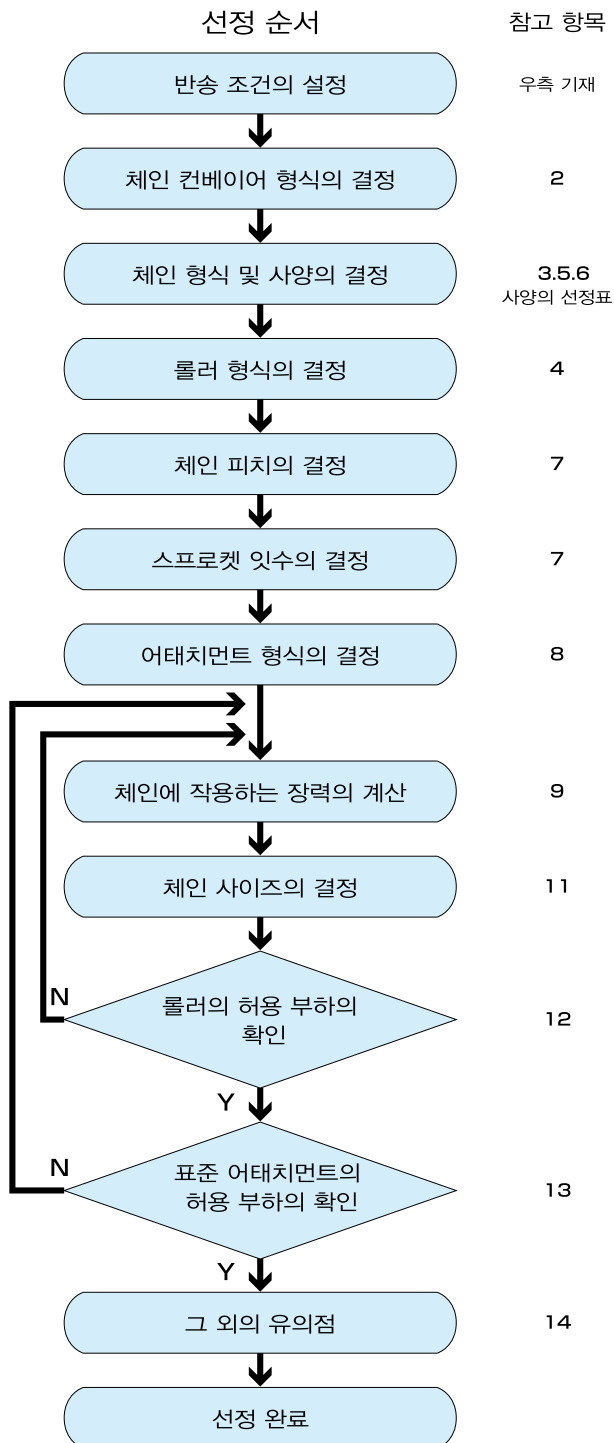 선정 순서 참고 항목
반송 조건의 설정 우측 기재
체인 컨베이어 형식의 결정 2
체인 형식 및 사양의 결정 3.5.6
사양의 선정표
롤러 형식의 결정 4
체인 피치의 결정 7
스프로켓 잇수의 결정 7
어태치먼트 형식의 결정 8
체인에 작용하는 장력의 계산 9
체인 사이즈의 결정 11
N
롤러의 허용 부하의
확인 12
Y
N
표준 어태치먼트의
허용 부하의 확인 13
Y
그 외의 유의점 14
선정 완료